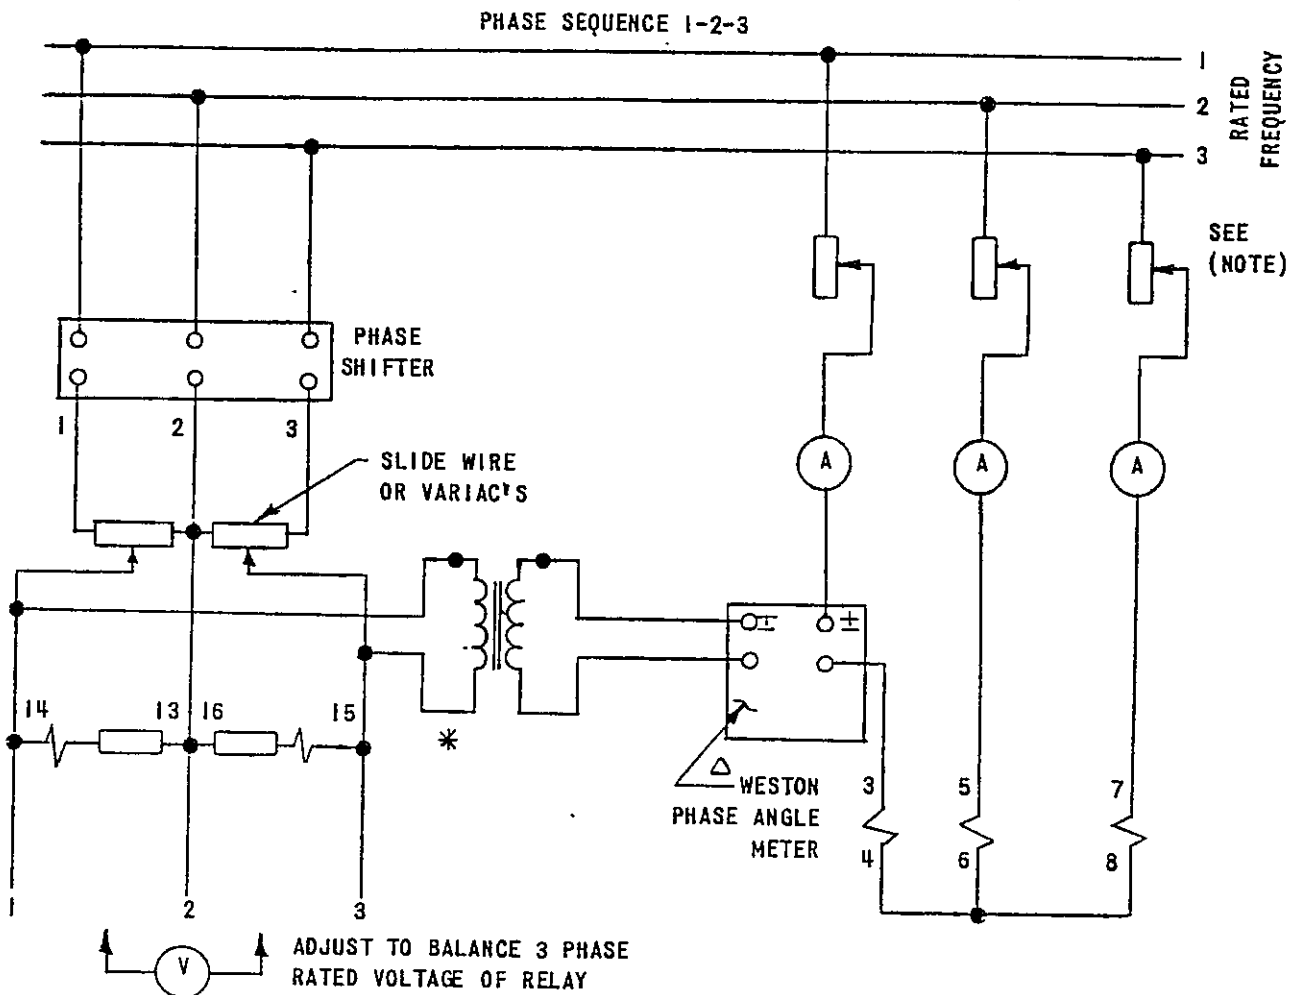 PHASE SEQUENCE 1-2-3
1
2
3
RATED
FREQUENCY
SEE
(NOTE)
PHASE
SHIFTER
1 2 3
SLIDE WIRE
OR VARIAC'S
A A A
± ±
14 13 16 15
*
△
WESTON
PHASE ANGLE
METER
3 5 7
4 6 8
1 2 3
V
ADJUST TO BALANCE 3 PHASE
RATED VOLTAGE OF RELAY